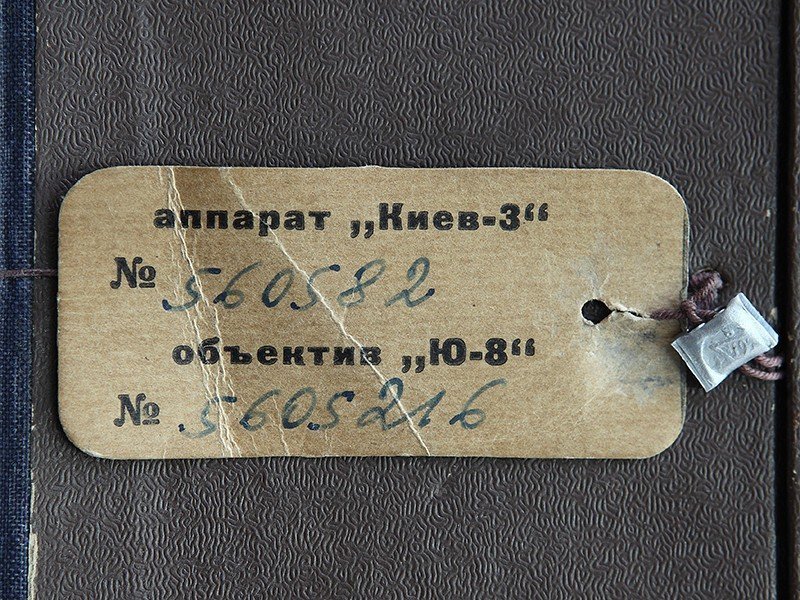 аппарат „Киев-3“
№ 560582
объектив „Ю-8“
№ 5605216